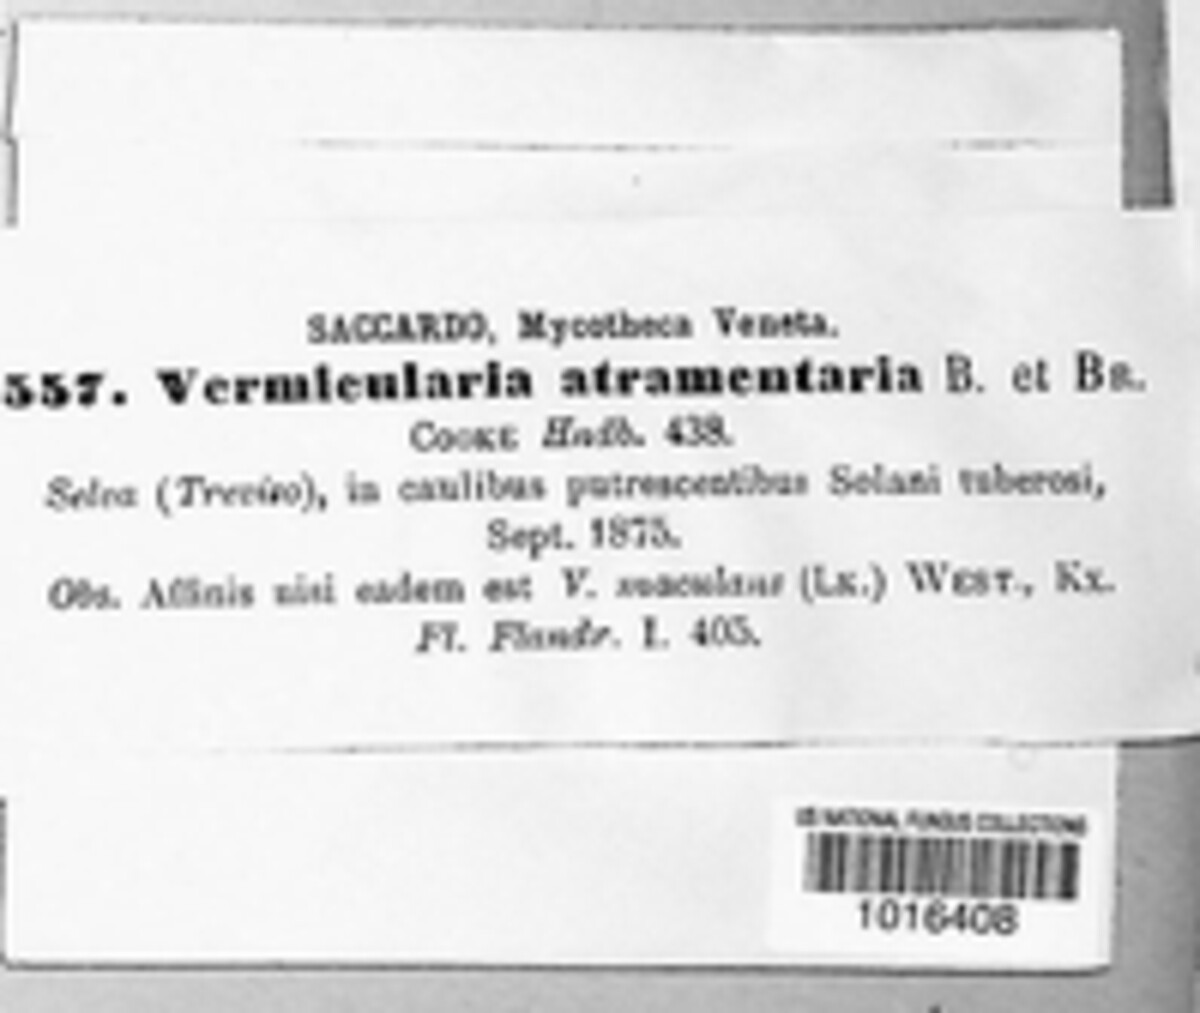 SACCARDO, Mycotheca Veneta.
557. Vermicularia atramentaria B. et Br.
COOKE Hndb. 438.
Selva (Treviso), in caulibus putrescentibus Solani tuberosi,
Sept. 1875.
Obs. Affinis nisi eadem est V. maculans (LK.) WEST., KX.
Fl. Flandr. I. 405.
US NATIONAL FUNGUS COLLECTIONS
1016408